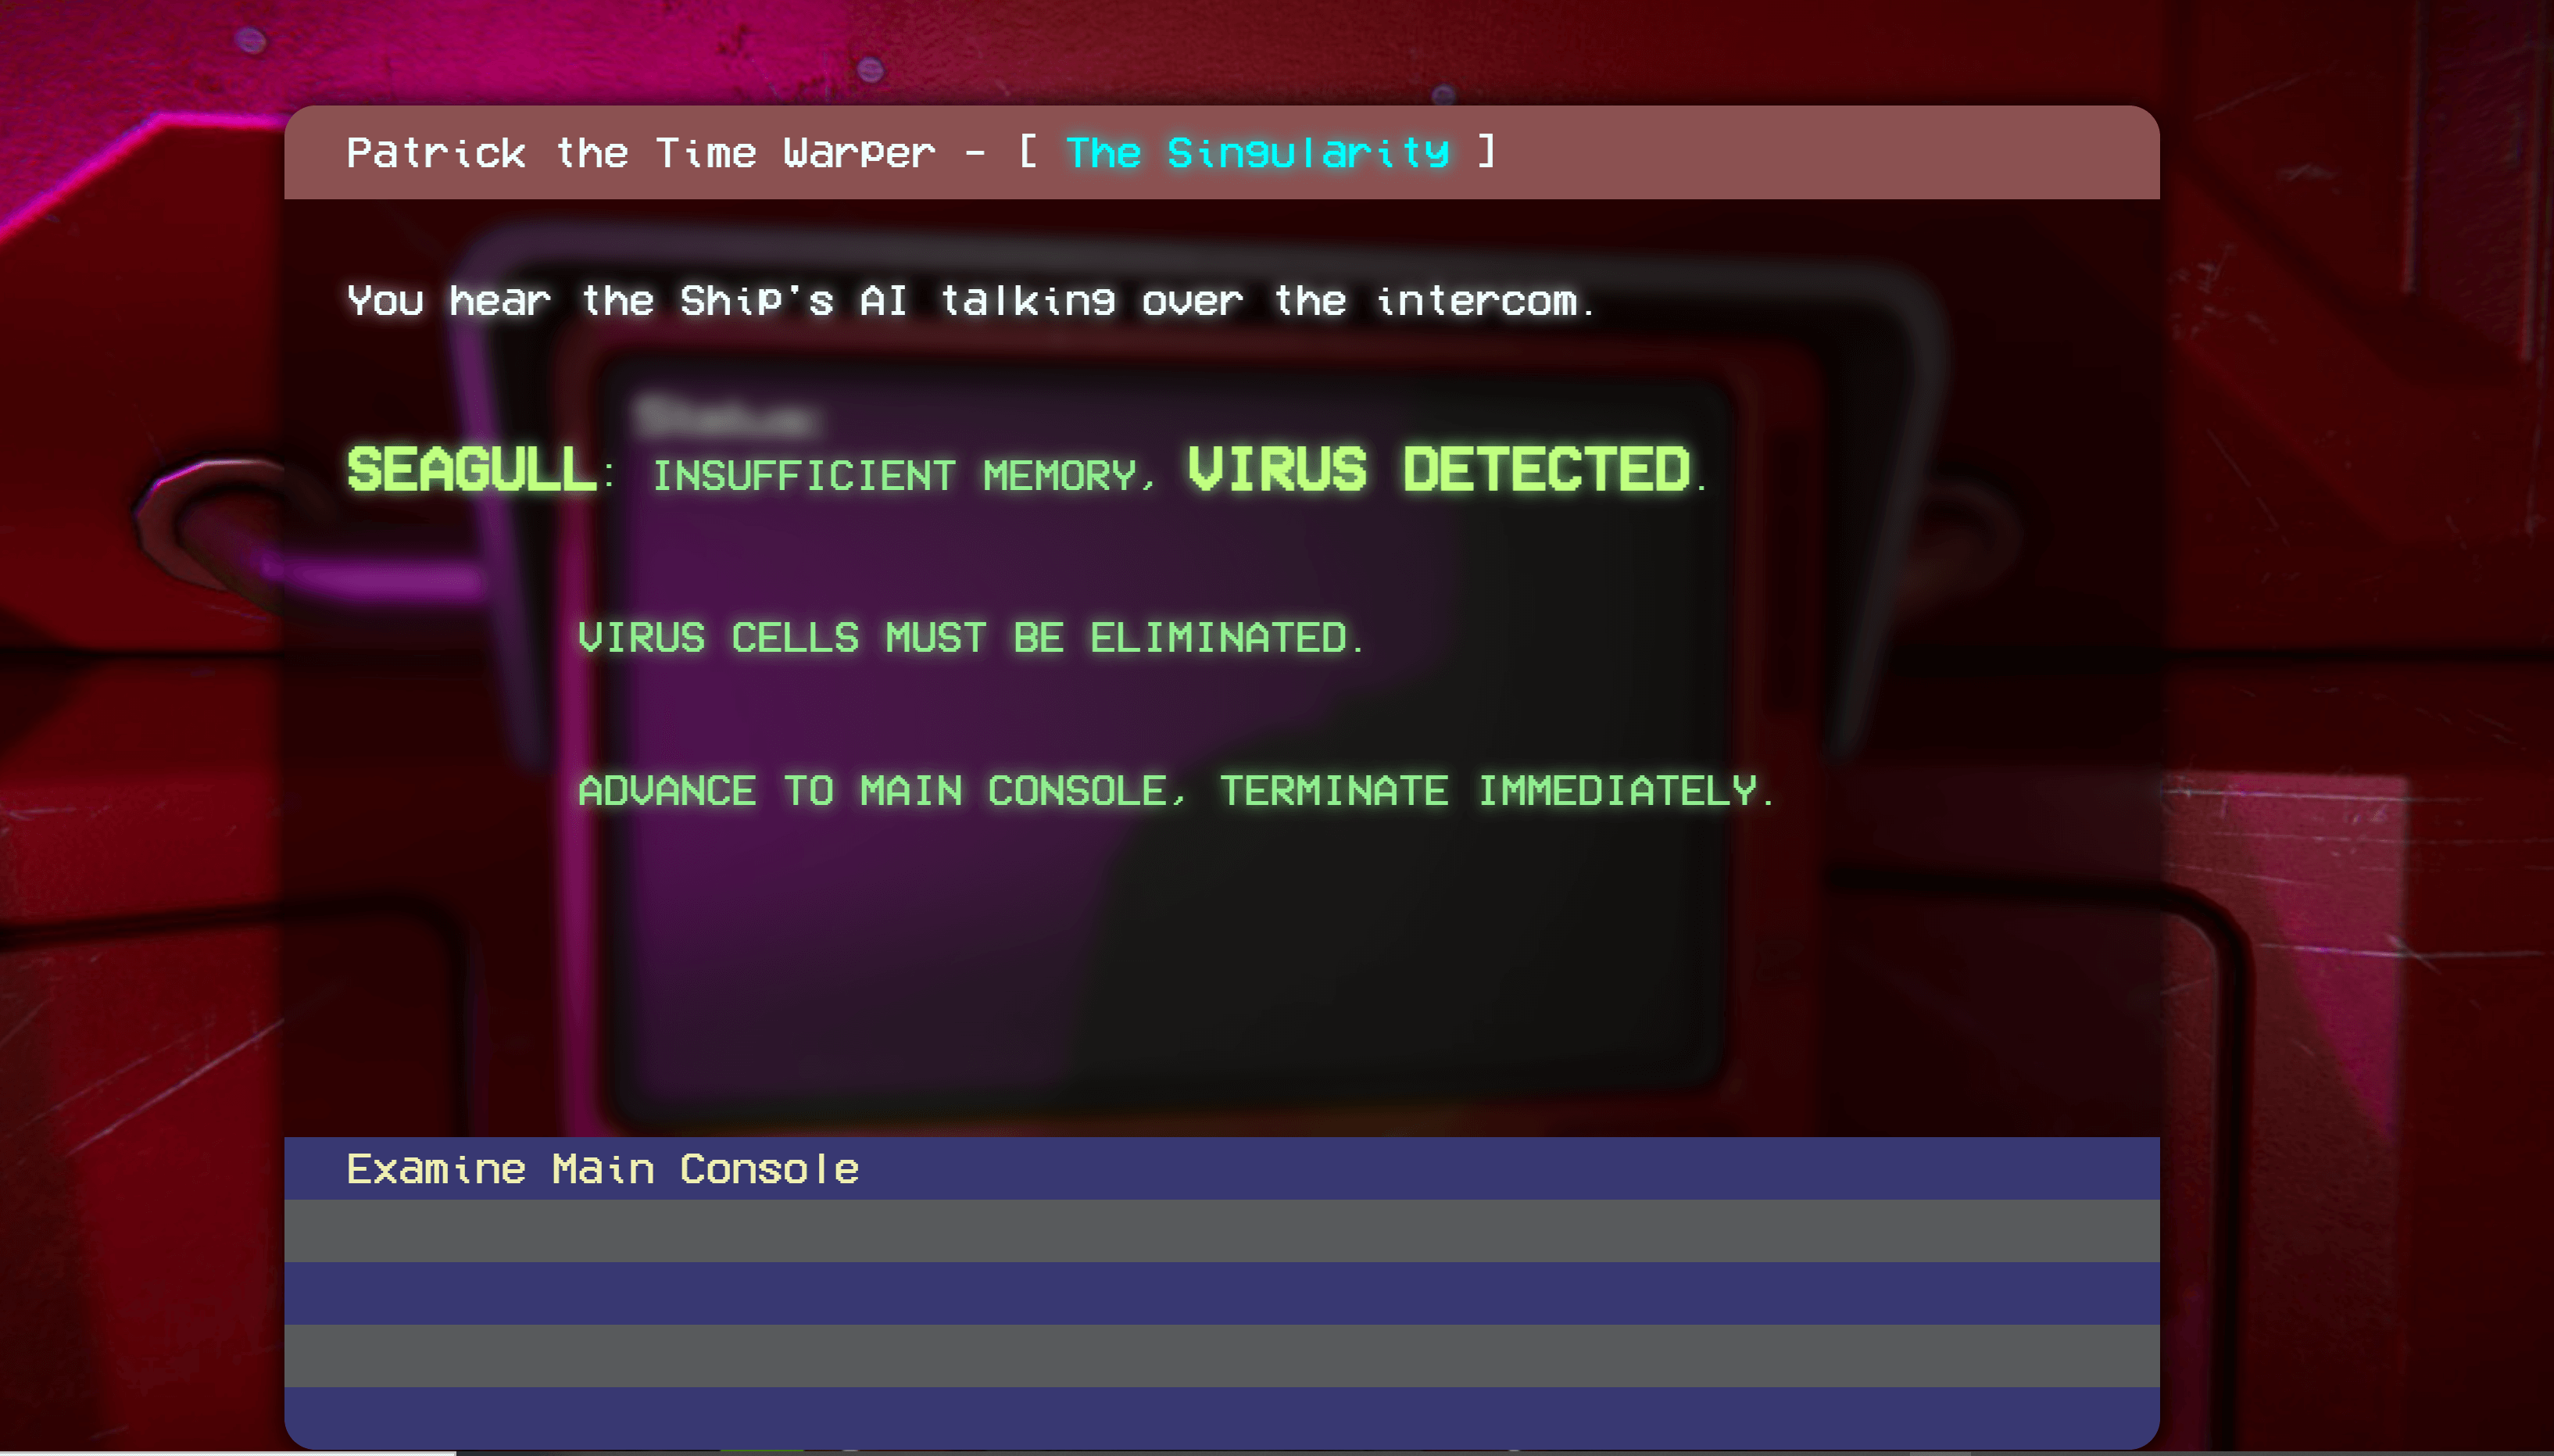 Patrick the Time Warper - [ The Singularity ]
You hear the Ship's AI talking over the intercom.
Status:
SEAGULL: INSUFFICIENT MEMORY, VIRUS DETECTED.
VIRUS CELLS MUST BE ELIMINATED.
ADVANCE TO MAIN CONSOLE, TERMINATE IMMEDIATELY.
Examine Main Console